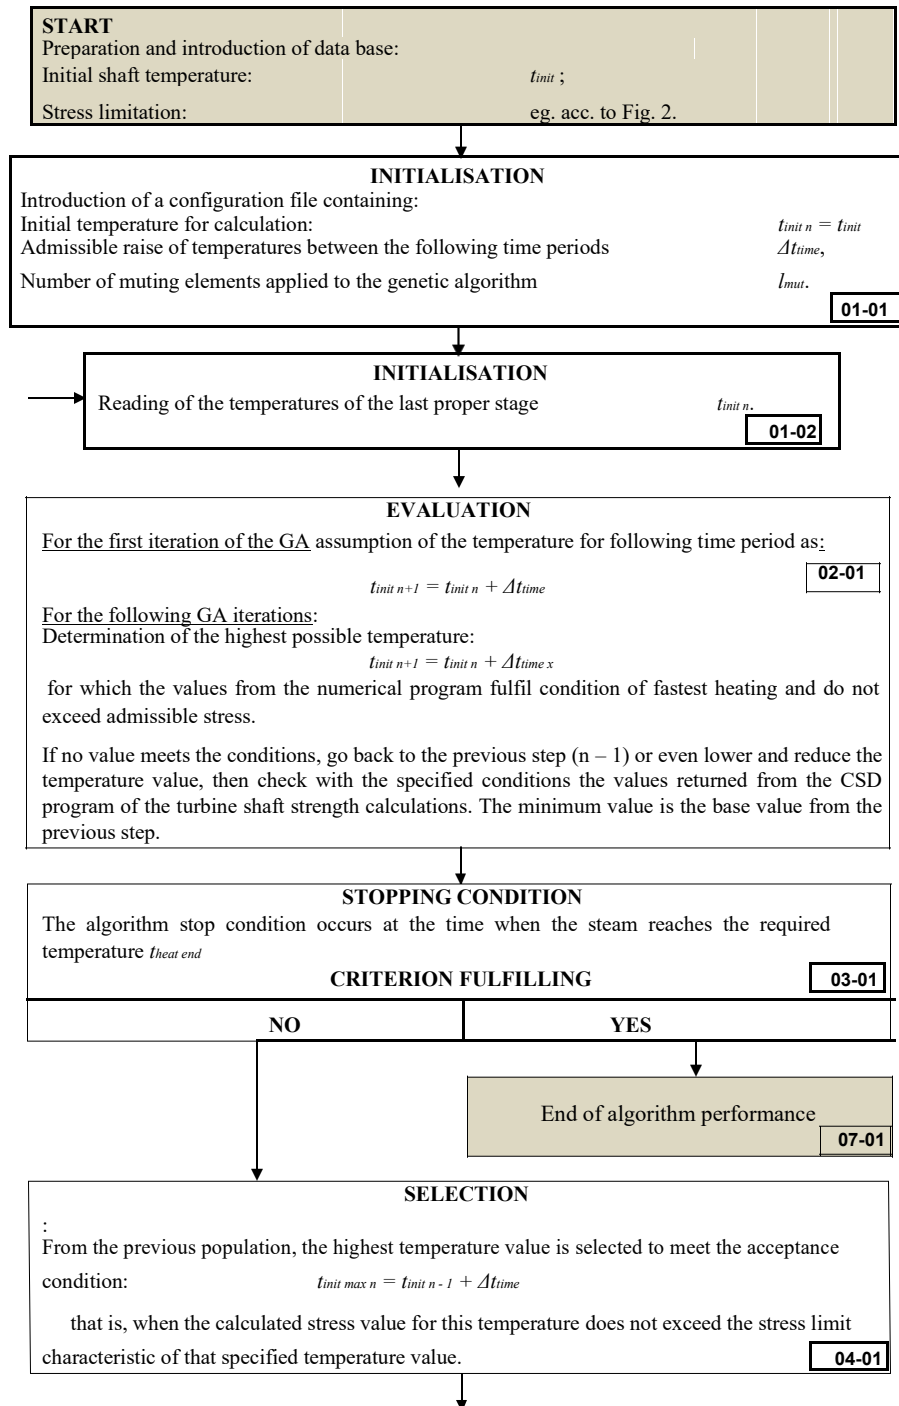 START
Preparation and introduction of data base:
Initial shaft temperature: tinit ;
Stress limitation: eg. acc. to Fig. 2.
INITIALISATION
Introduction of a configuration file containing:
Initial temperature for calculation: tinit n = tinit
Admissible raise of temperatures between the following time periods Δttime,
Number of muting elements applied to the genetic algorithm lmut.
01-01
INITIALISATION
Reading of the temperatures of the last proper stage tinit n.
01-02
EVALUATION
For the first iteration of the GA assumption of the temperature for following time period as:
02-01
tinit n+1 = tinit n + Δttime
For the following GA iterations:
Determination of the highest possible temperature:
tinit n+1 = tinit n + Δttime x
for which the values from the numerical program fulfil condition of fastest heating and do not
exceed admissible stress.
If no value meets the conditions, go back to the previous step (n – 1) or even lower and reduce the
temperature value, then check with the specified conditions the values returned from the CSD
program of the turbine shaft strength calculations. The minimum value is the base value from the
previous step.
STOPPING CONDITION
The algorithm stop condition occurs at the time when the steam reaches the required
temperature theat end
CRITERION FULFILLING
03-01
NO YES
End of algorithm performance
07-01
SELECTION
:
From the previous population, the highest temperature value is selected to meet the acceptance
condition: tinit max n = tinit n - 1 + Δttime
that is, when the calculated stress value for this temperature does not exceed the stress limit
characteristic of that specified temperature value.
04-01